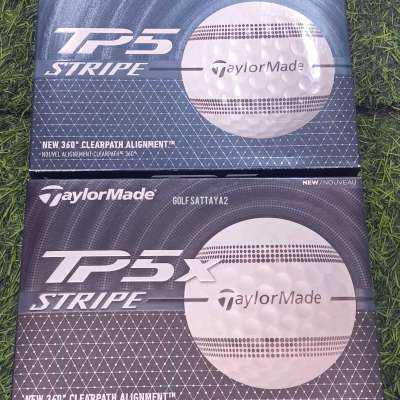 TP5
STRIPE
TaylorMade
NEW 360° CLEARPATH ALIGNMENT™
NOUVEL ALIGNEMENT CLEARPATH™ 360°
TaylorMade
NEW/NOUVEAU
GOLF SATTAYA2
TP5x
STRIPE
TaylorMade
NEW 360° CLEARPATH ALIGNMENT™